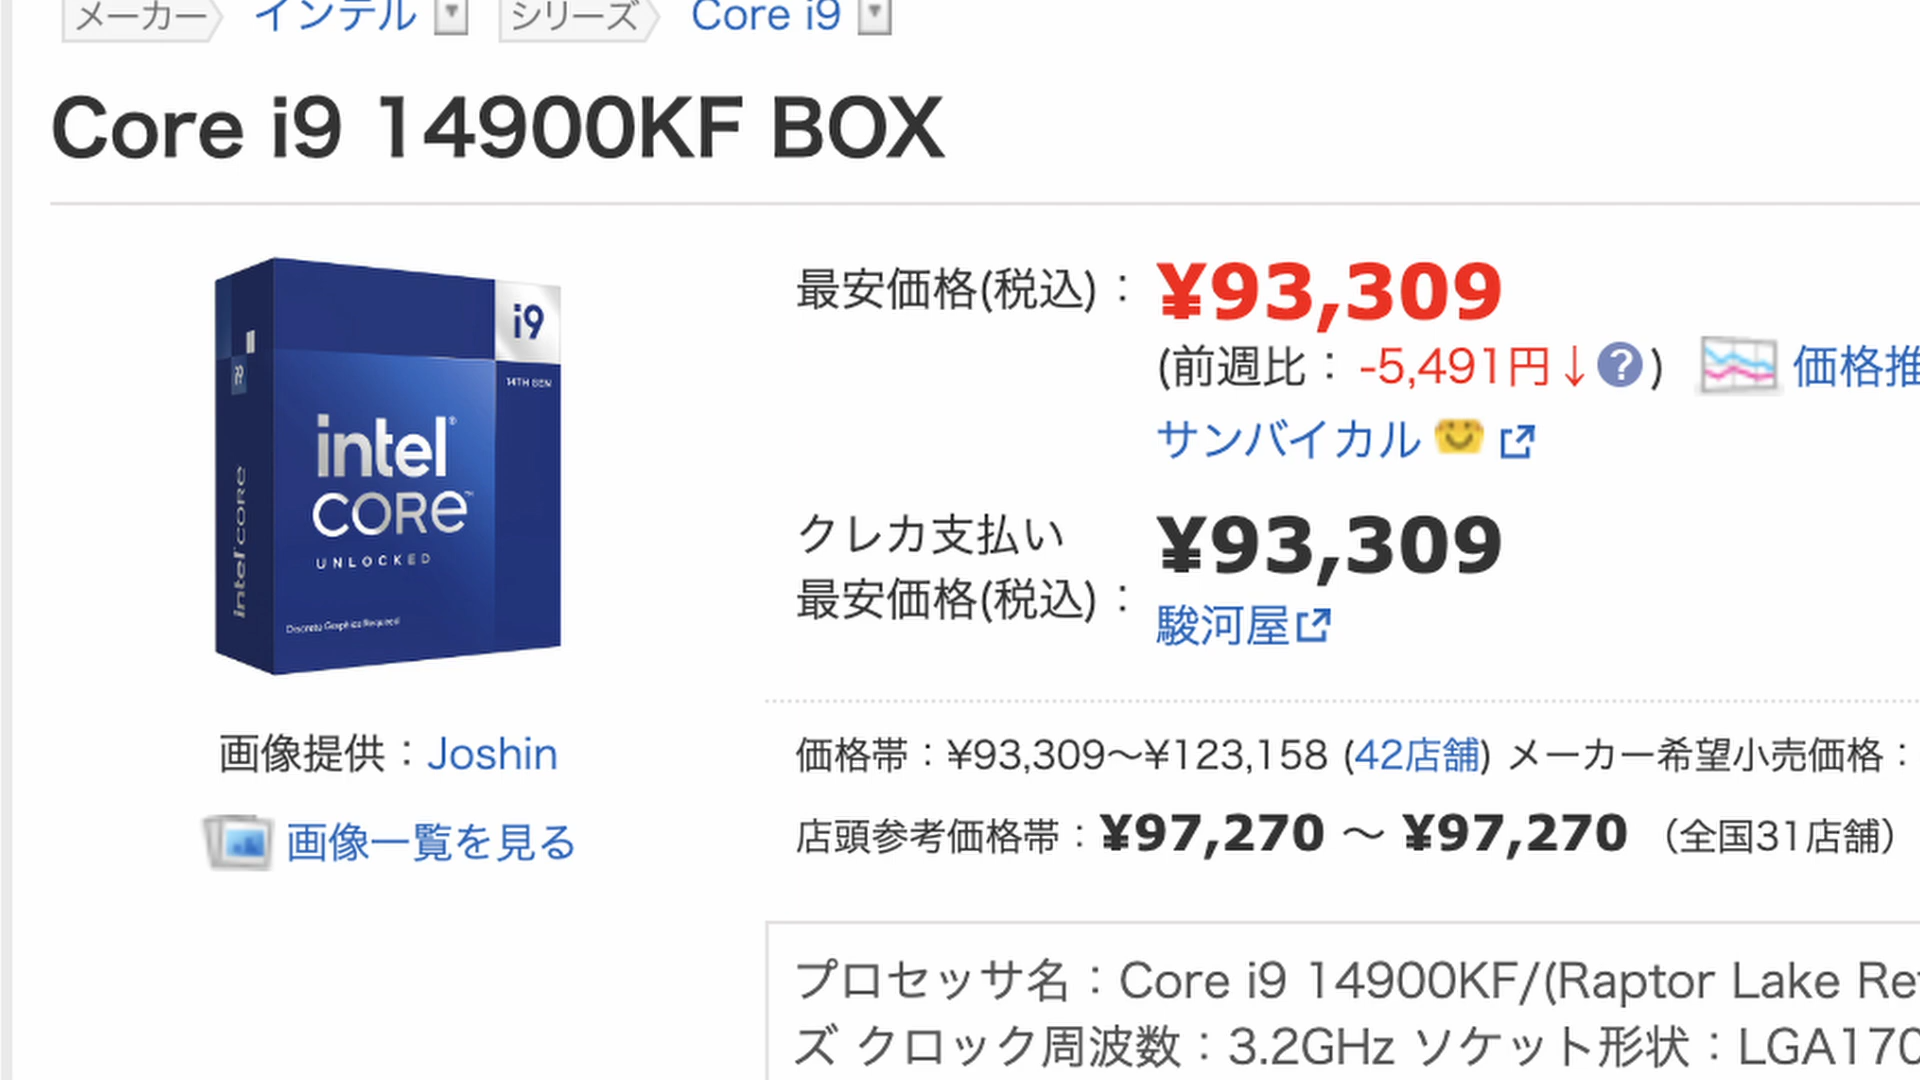 メーカー インテル シリーズ Core i9
Core i9 14900KF BOX
i9
14TH GEN
intel®
CORE™
UNLOCKED
Discrete Graphics Required
intel CORE
最安価格(税込)： ¥93,309
(前週比：-5,491円↓?) 価格推
サンバイカル
クレカ支払い
最安価格(税込)： ¥93,309
駿河屋
画像提供：Joshin
画像一覧を見る
価格帯：¥93,309～¥123,158 (42店舗) メーカー希望小売価格：
店頭参考価格帯：¥97,270 ～ ¥97,270 （全国31店舗）
プロセッサ名：Core i9 14900KF/(Raptor Lake Re
ズ クロック周波数：3.2GHz ソケット形状：LGA170